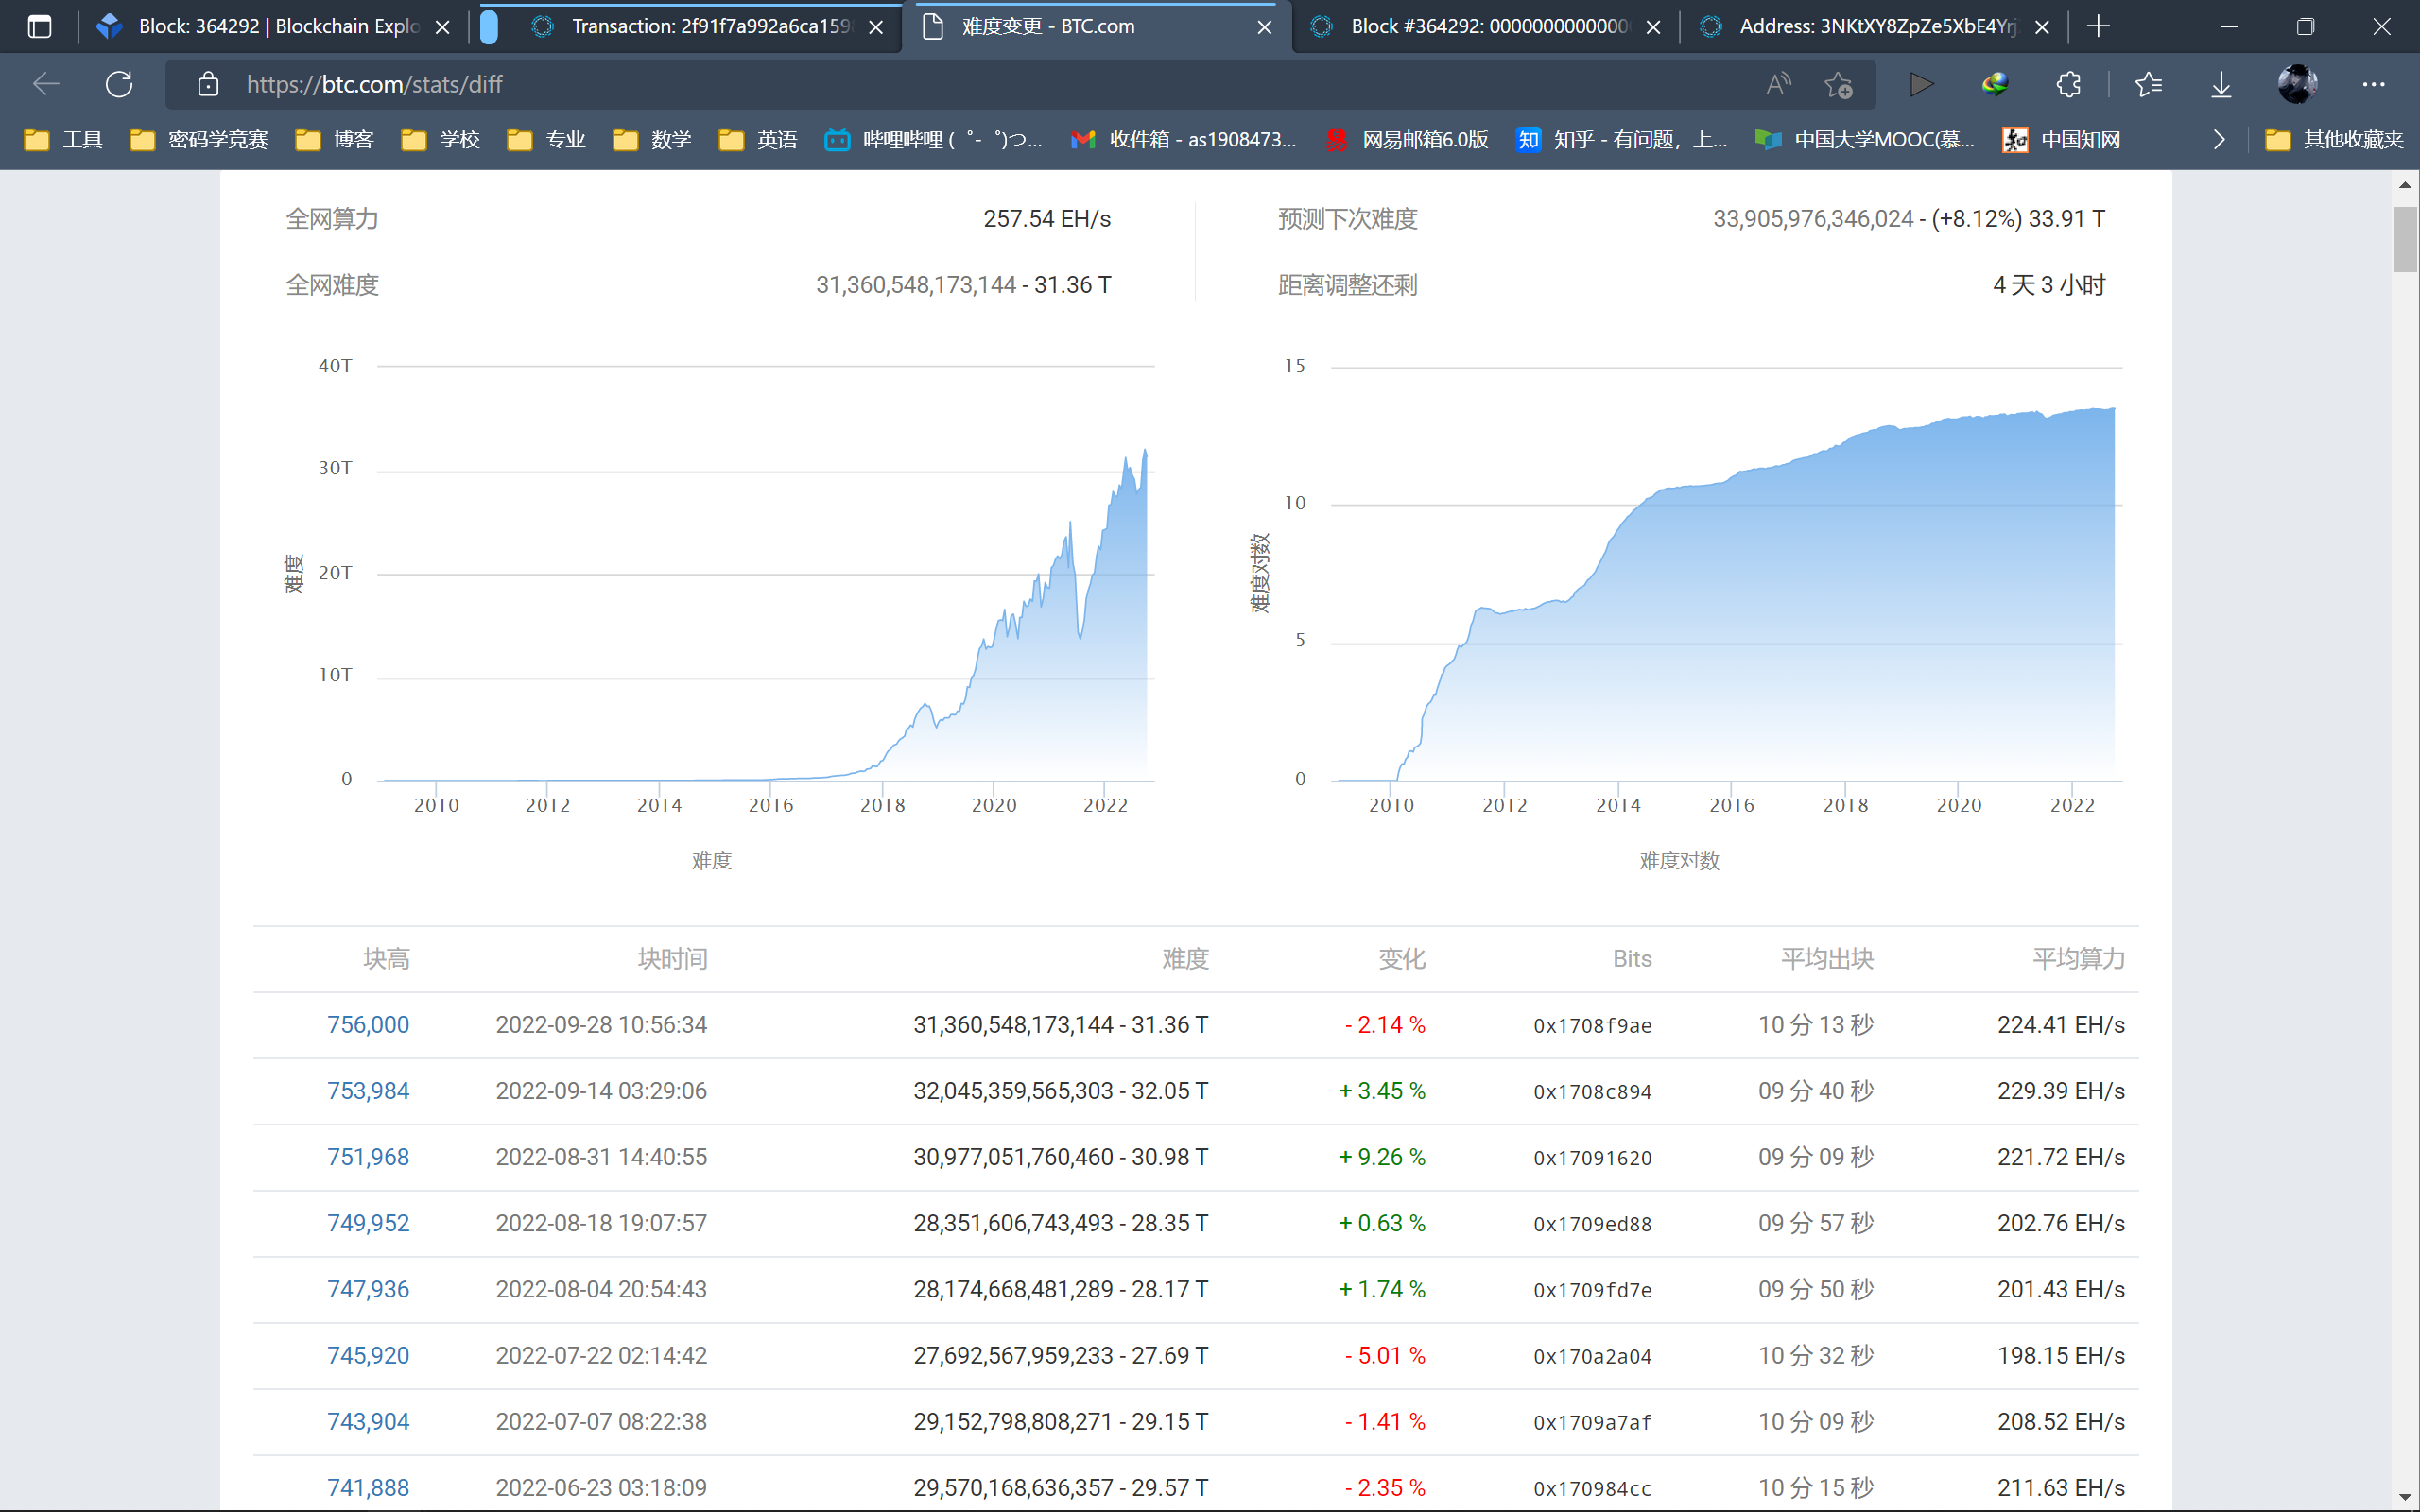 Block: 364292 | Blockchain Explo
Transaction: 2f91f7a992a6ca159
难度变更 - BTC.com
Block #364292: 0000000000000
Address: 3NKtXY8ZpZe5XbE4Yrj
https://btc.com/stats/diff
工具 密码学竞赛 博客 学校 专业 数学 英语 哔哩哔哩 ( ゜- ゜)つ... 收件箱 - as1908473... 网易邮箱6.0版 知乎 - 有问题，上... 中国大学MOOC(慕... 中国知网 其他收藏夹
全网算力 257.54 EH/s
预测下次难度 33,905,976,346,024 - (+8.12%) 33.91 T
全网难度 31,360,548,173,144 - 31.36 T
距离调整还剩 4 天 3 小时
40T
30T
20T
10T
0
难度
2010 2012 2014 2016 2018 2020 2022
难度
15
10
5
0
难度对数
2010 2012 2014 2016 2018 2020 2022
难度对数
块高 块时间 难度 变化 Bits 平均出块 平均算力
756,000 2022-09-28 10:56:34 31,360,548,173,144 - 31.36 T - 2.14 % 0x1708f9ae 10 分 13 秒 224.41 EH/s
753,984 2022-09-14 03:29:06 32,045,359,565,303 - 32.05 T + 3.45 % 0x1708c894 09 分 40 秒 229.39 EH/s
751,968 2022-08-31 14:40:55 30,977,051,760,460 - 30.98 T + 9.26 % 0x17091620 09 分 09 秒 221.72 EH/s
749,952 2022-08-18 19:07:57 28,351,606,743,493 - 28.35 T + 0.63 % 0x1709ed88 09 分 57 秒 202.76 EH/s
747,936 2022-08-04 20:54:43 28,174,668,481,289 - 28.17 T + 1.74 % 0x1709fd7e 09 分 50 秒 201.43 EH/s
745,920 2022-07-22 02:14:42 27,692,567,959,233 - 27.69 T - 5.01 % 0x170a2a04 10 分 32 秒 198.15 EH/s
743,904 2022-07-07 08:22:38 29,152,798,808,271 - 29.15 T - 1.41 % 0x1709a7af 10 分 09 秒 208.52 EH/s
741,888 2022-06-23 03:18:09 29,570,168,636,357 - 29.57 T - 2.35 % 0x170984cc 10 分 15 秒 211.63 EH/s